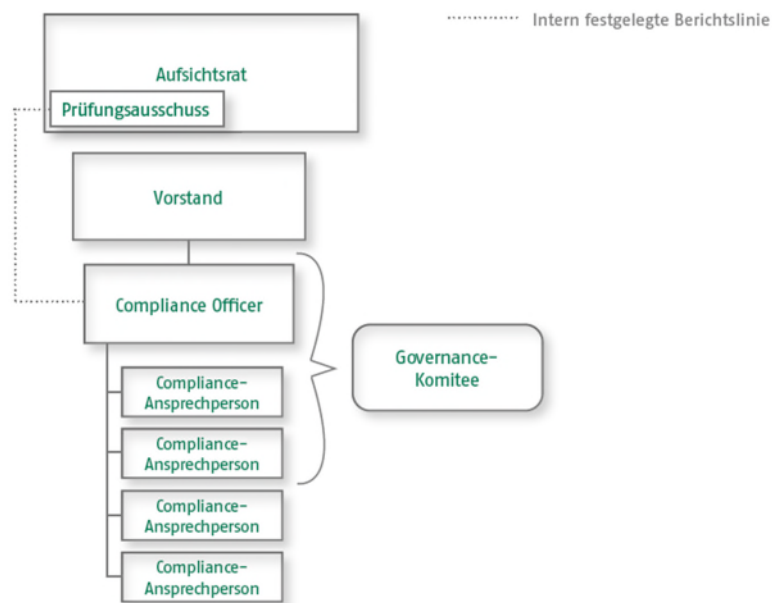 Intern festgelegte Berichtslinie
Aufsichtsrat
Prüfungsausschuss
Vorstand
Compliance Officer
Governance-
Komitee
Compliance-
Ansprechperson
Compliance-
Ansprechperson
Compliance-
Ansprechperson
Compliance-
Ansprechperson